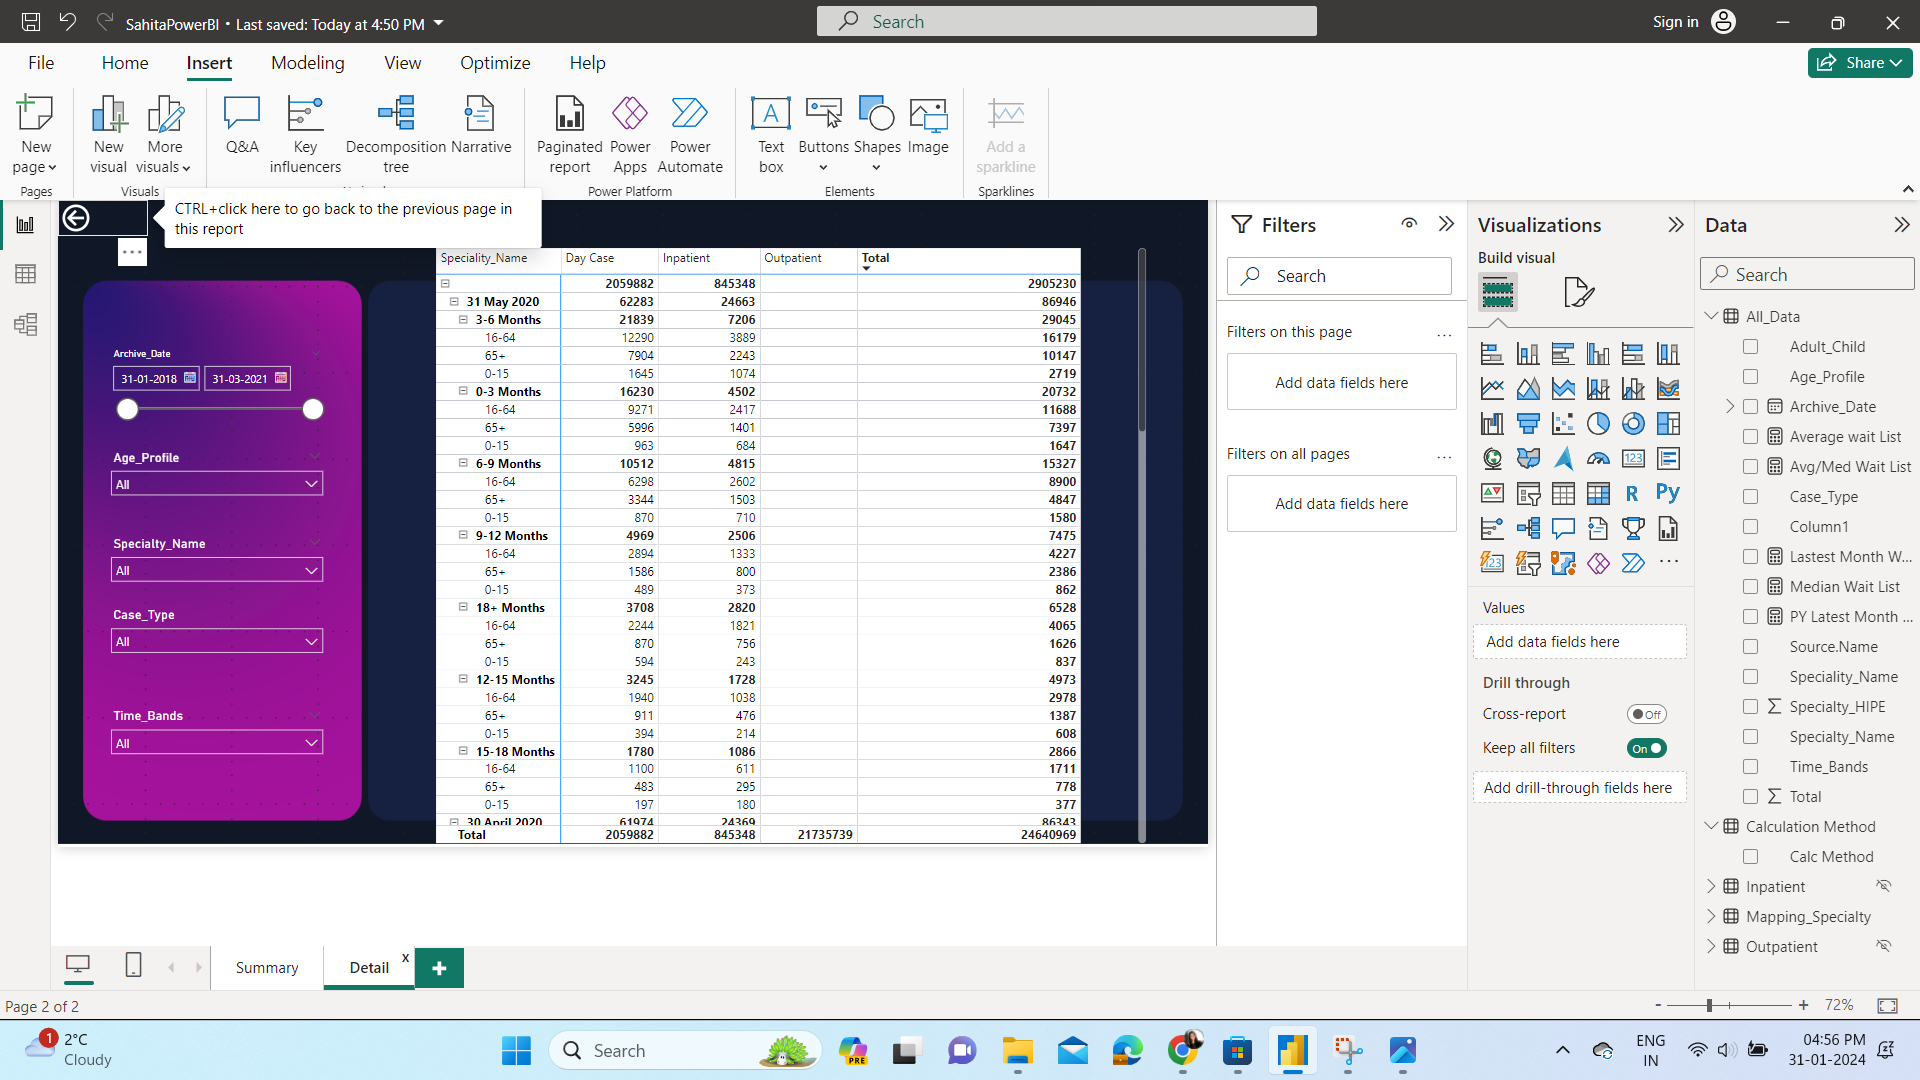 SahitaPowerBI • Last saved: Today at 4:50 PM
Search
Sign in
File Home Insert Modeling View Optimize Help
Share
New page
New visual
More visuals
Q&A
Key influencers
Decomposition tree
Narrative
Paginated report
Power Apps
Power Automate
Text box
Buttons
Shapes
Image
Add a sparkline
Pages
Visuals
Power Platform
Elements
Sparklines
CTRL+click here to go back to the previous page in
this report
Archive_Date
31-01-2018 31-03-2021
Age_Profile
All
Specialty_Name
All
Case_Type
All
Time_Bands
All
Speciality_Name Day Case Inpatient Outpatient Total
2059882 845348 2905230
31 May 2020 62283 24663 86946
3-6 Months 21839 7206 29045
16-64 12290 3889 16179
65+ 7904 2243 10147
0-15 1645 1074 2719
0-3 Months 16230 4502 20732
16-64 9271 2417 11688
65+ 5996 1401 7397
0-15 963 684 1647
6-9 Months 10512 4815 15327
16-64 6298 2602 8900
65+ 3344 1503 4847
0-15 870 710 1580
9-12 Months 4969 2506 7475
16-64 2894 1333 4227
65+ 1586 800 2386
0-15 489 373 862
18+ Months 3708 2820 6528
16-64 2244 1821 4065
65+ 870 756 1626
0-15 594 243 837
12-15 Months 3245 1728 4973
16-64 1940 1038 2978
65+ 911 476 1387
0-15 394 214 608
15-18 Months 1780 1086 2866
16-64 1100 611 1711
65+ 483 295 778
0-15 197 180 377
30 April 2020 61974 24369 86343
Total 2059882 845348 21735739 24640969
Filters
Search
Filters on this page
...
Add data fields here
Filters on all pages
...
Add data fields here
Visualizations
Build visual
123
R
Py
123
...
Values
Add data fields here
Drill through
Cross-report
Off
Keep all filters
On
Add drill-through fields here
Data
Search
All_Data
Adult_Child
Age_Profile
Archive_Date
Average wait List
Avg/Med Wait List
Case_Type
Column1
Lastest Month W...
Median Wait List
PY Latest Month ...
Source.Name
Speciality_Name
Specialty_HIPE
Specialty_Name
Time_Bands
Total
Calculation Method
Calc Method
Inpatient
Mapping_Specialty
Outpatient
Summary
Detail
x
+
Page 2 of 2
- + 72%
1
2°C
Cloudy
Search
PRE
ENG
IN
04:56 PM
31-01-2024